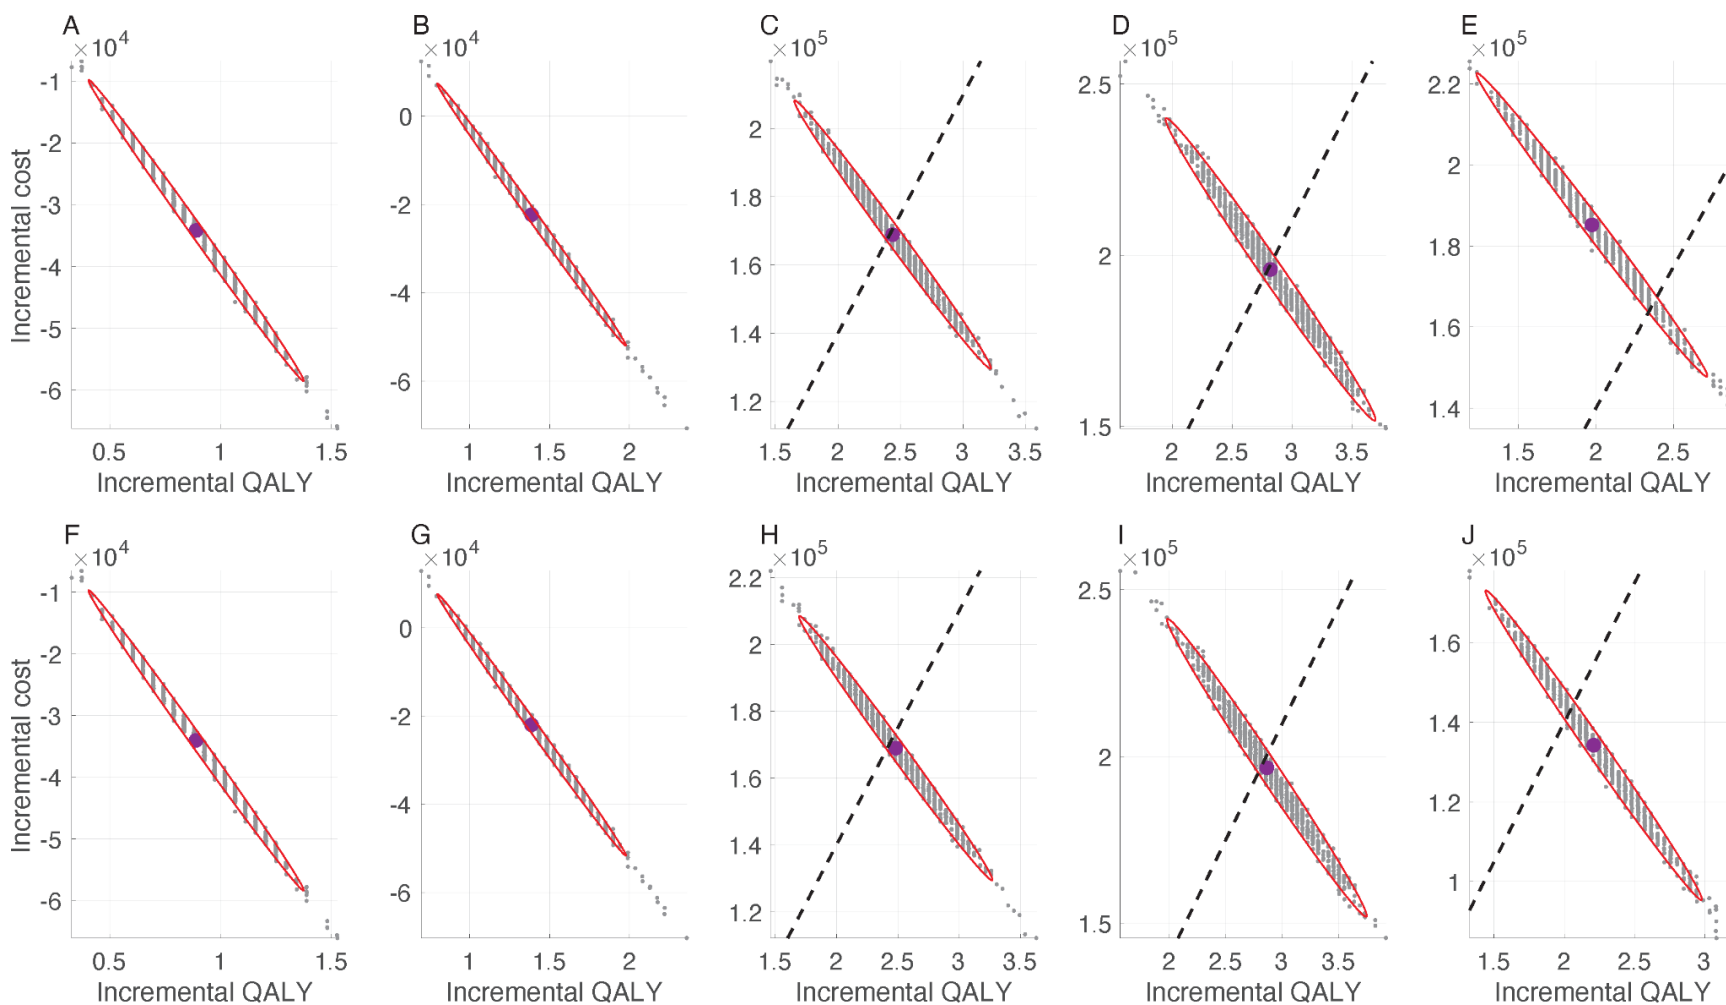 A
×10⁴
-1
-2
-3
-4
-5
-6
0.5 1 1.5
Incremental QALY
Incremental cost
B
×10⁴
0
-2
-4
-6
1 1.5 2
Incremental QALY
C
×10⁵
2
1.8
1.6
1.4
1.2
1.5 2 2.5 3 3.5
Incremental QALY
D
×10⁵
2.5
2
1.5
2 2.5 3 3.5
Incremental QALY
E
×10⁵
2.2
2
1.8
1.6
1.4
1.5 2 2.5
Incremental QALY
F
×10⁴
-1
-2
-3
-4
-5
-6
0.5 1 1.5
Incremental QALY
Incremental cost
G
×10⁴
0
-2
-4
-6
1 1.5 2
Incremental QALY
H
×10⁵
2.2
2
1.8
1.6
1.4
1.2
1.5 2 2.5 3 3.5
Incremental QALY
I
×10⁵
2.5
2
1.5
2 2.5 3 3.5
Incremental QALY
J
×10⁵
1.6
1.4
1.2
1
1.5 2 2.5 3
Incremental QALY